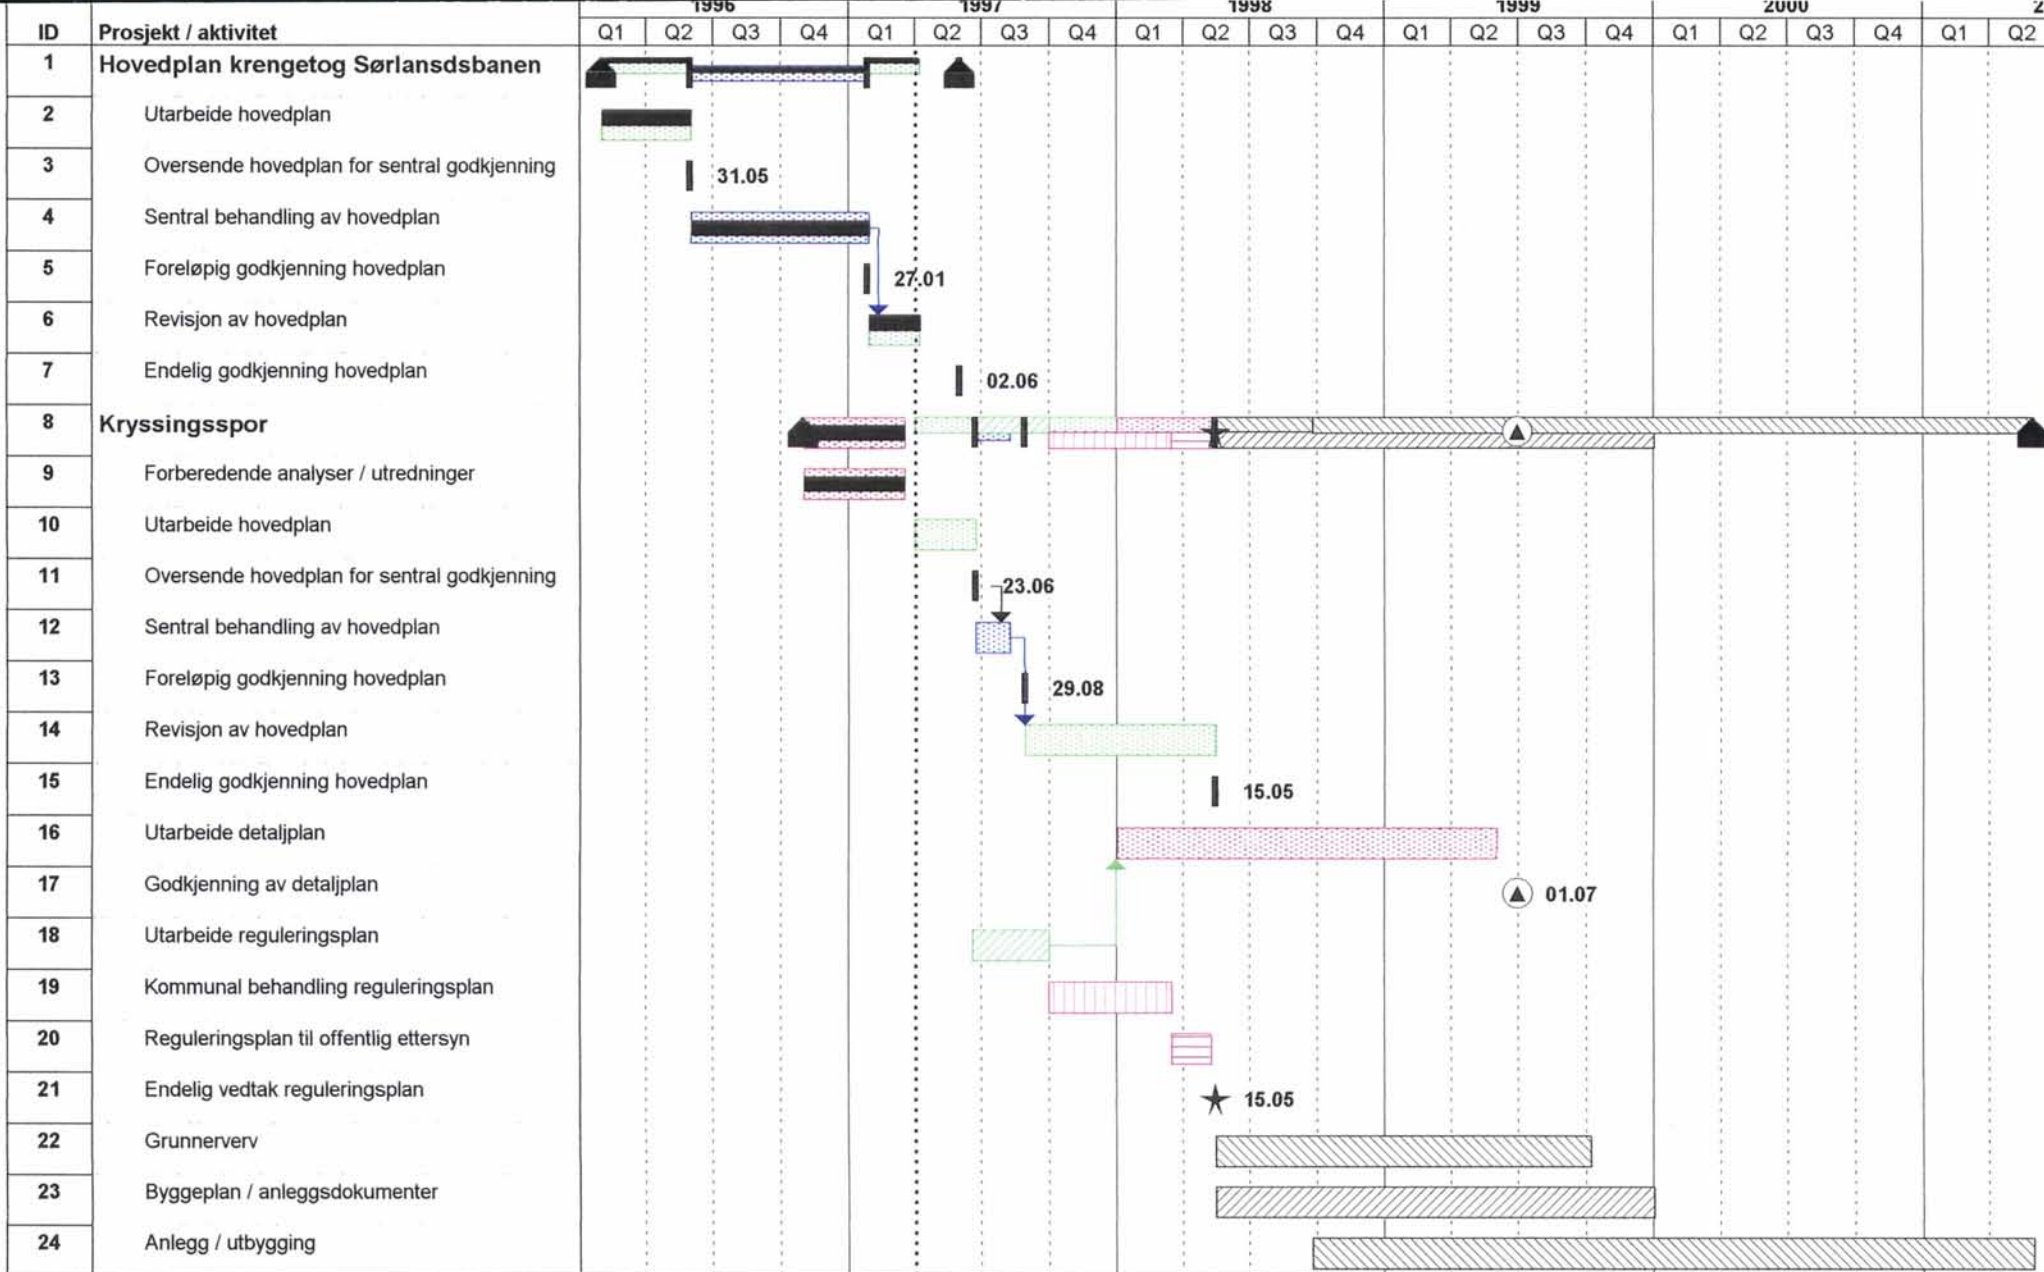 1996 1997 1998 1999 2000 2
ID Prosjekt / aktivitet Q1 Q2 Q3 Q4 Q1 Q2 Q3 Q4 Q1 Q2 Q3 Q4 Q1 Q2 Q3 Q4 Q1 Q2 Q3 Q4 Q1 Q2
1 Hovedplan krengetog Sørlansdsbanen
2 Utarbeide hovedplan
3 Oversende hovedplan for sentral godkjenning 31.05
4 Sentral behandling av hovedplan
5 Foreløpig godkjenning hovedplan 27.01
6 Revisjon av hovedplan
7 Endelig godkjenning hovedplan 02.06
8 Kryssingsspor
9 Forberedende analyser / utredninger
10 Utarbeide hovedplan
11 Oversende hovedplan for sentral godkjenning 23.06
12 Sentral behandling av hovedplan
13 Foreløpig godkjenning hovedplan 29.08
14 Revisjon av hovedplan
15 Endelig godkjenning hovedplan 15.05
16 Utarbeide detaljplan
17 Godkjenning av detaljplan 01.07
18 Utarbeide reguleringsplan
19 Kommunal behandling reguleringsplan
20 Reguleringsplan til offentlig ettersyn
21 Endelig vedtak reguleringsplan 15.05
22 Grunnerverv
23 Byggeplan / anleggsdokumenter
24 Anlegg / utbygging